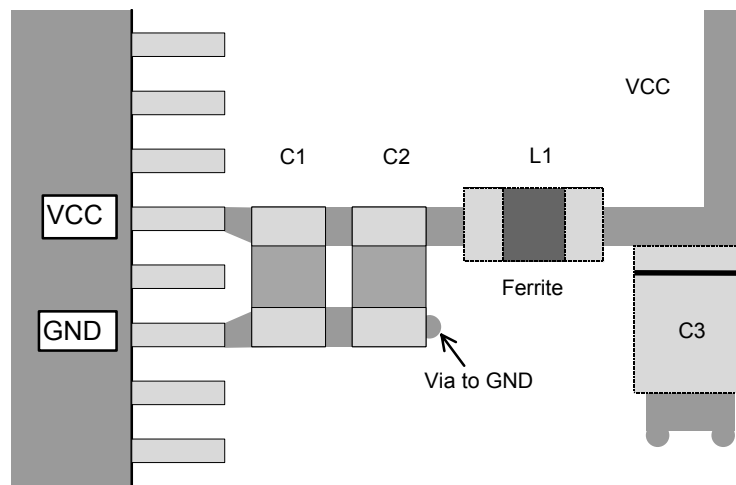 VCC
C1
C2
L1
VCC
Ferrite
GND
C3
Via to GND